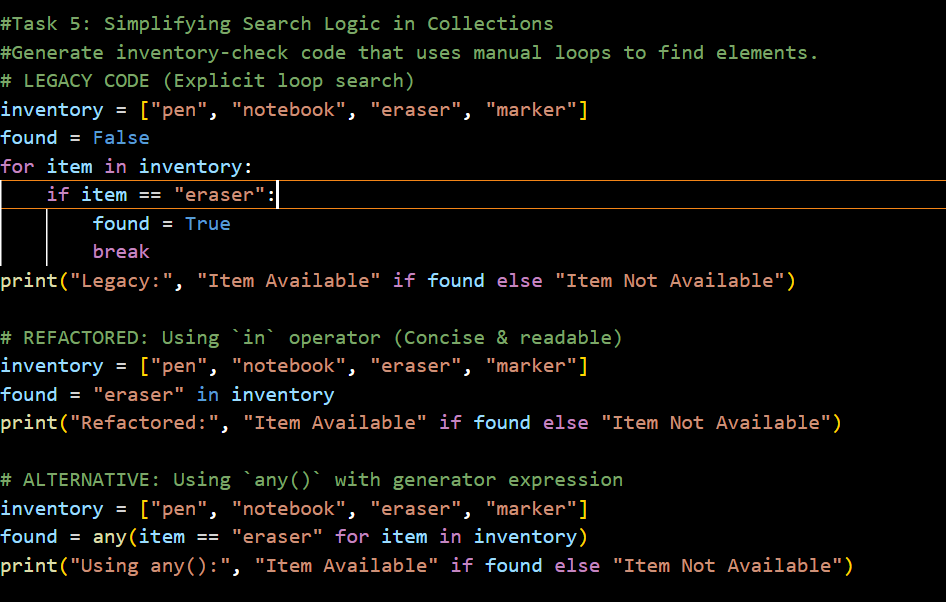 #Task 5: Simplifying Search Logic in Collections
#Generate inventory-check code that uses manual loops to find elements.
# LEGACY CODE (Explicit loop search)
inventory = ["pen", "notebook", "eraser", "marker"]
found = False
for item in inventory:
    if item == "eraser":
        found = True
        break
print("Legacy:", "Item Available" if found else "Item Not Available")

# REFACTORED: Using `in` operator (Concise & readable)
inventory = ["pen", "notebook", "eraser", "marker"]
found = "eraser" in inventory
print("Refactored:", "Item Available" if found else "Item Not Available")

# ALTERNATIVE: Using `any()` with generator expression
inventory = ["pen", "notebook", "eraser", "marker"]
found = any(item == "eraser" for item in inventory)
print("Using any():", "Item Available" if found else "Item Not Available")